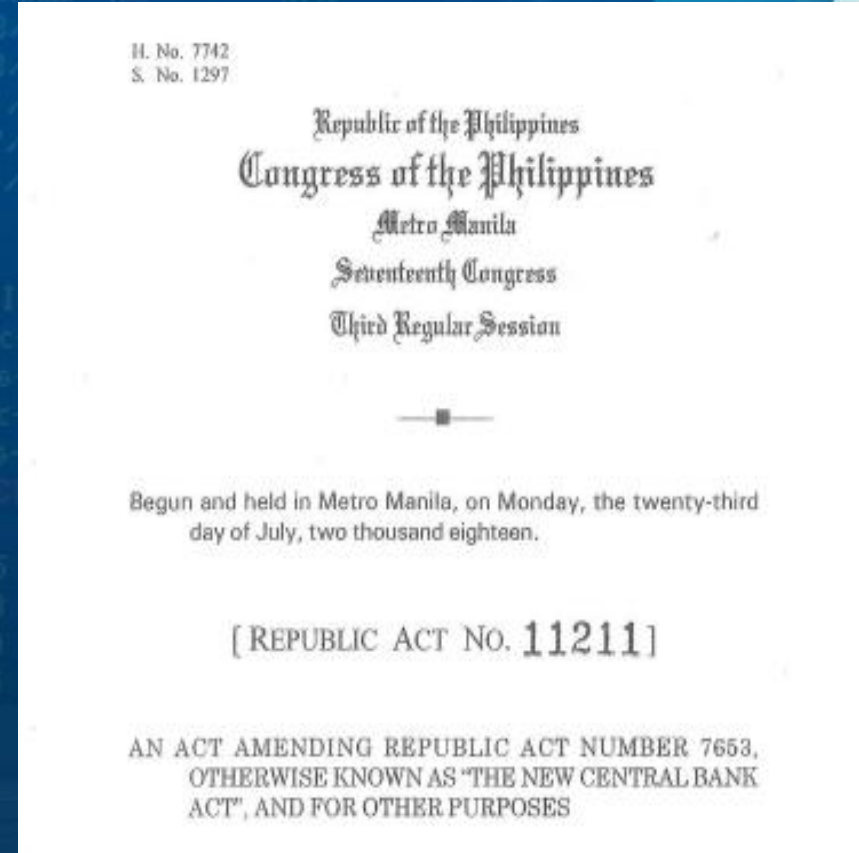 H. No. 7742
S. No. 1297
Republic of the Philippines
Congress of the Philippines
Metro Manila
Seventeenth Congress
Third Regular Session
Begun and held in Metro Manila, on Monday, the twenty-third
day of July, two thousand eighteen.
[ REPUBLIC ACT NO. 11211 ]
AN ACT AMENDING REPUBLIC ACT NUMBER 7653,
OTHERWISE KNOWN AS "THE NEW CENTRAL BANK
ACT", AND FOR OTHER PURPOSES